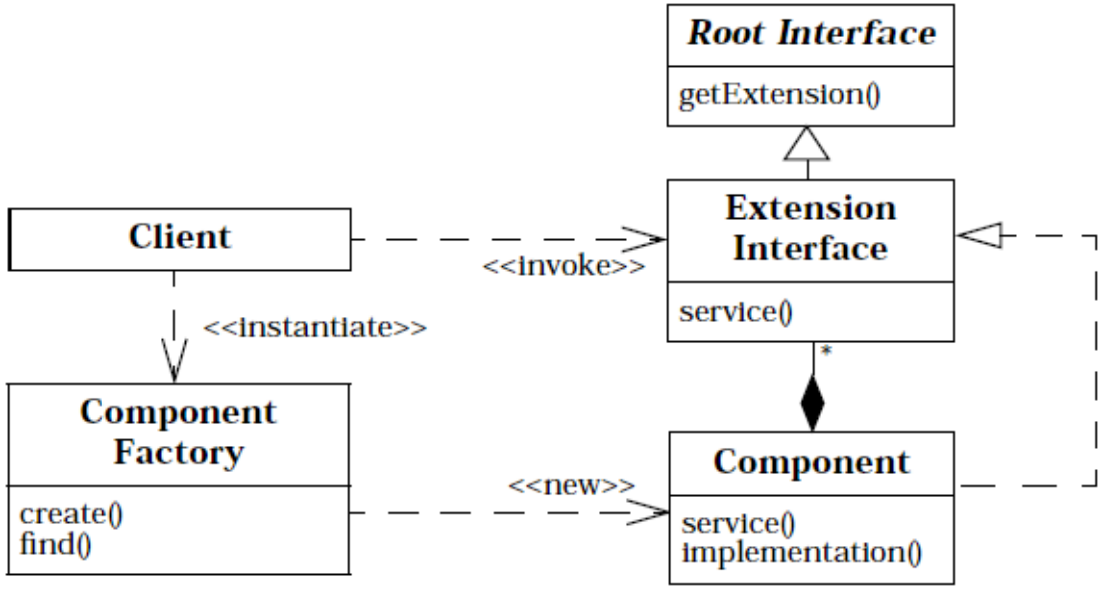 Root Interface
getExtension()
Client
<<invoke>>
Extension
Interface
service()
*
<<instantiate>>
Component
Factory
create()
find()
<<new>>
Component
service()
implementation()